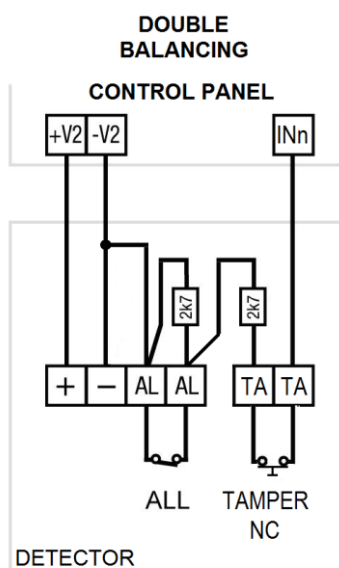 DOUBLE
BALANCING
CONTROL PANEL
+V2 -V2 INn
2k7 2k7
+ − AL AL TA TA
ALL TAMPER
NC
DETECTOR